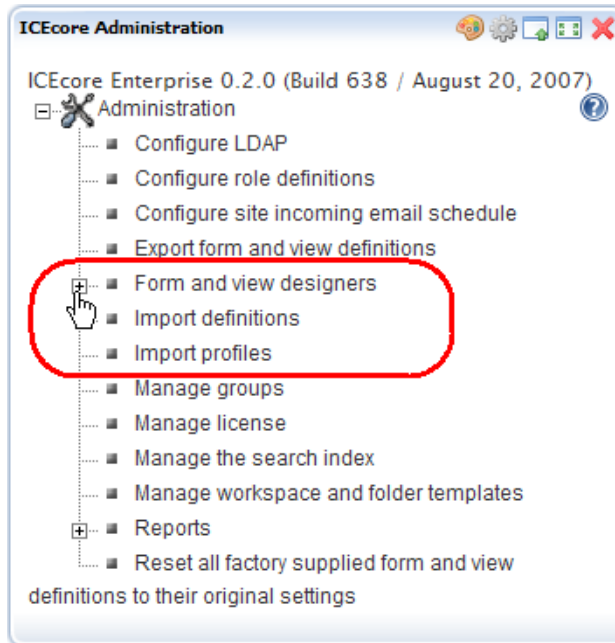 ICEcore Administration
ICEcore Enterprise 0.2.0 (Build 638 / August 20, 2007)
Administration
Configure LDAP
Configure role definitions
Configure site incoming email schedule
Export form and view definitions
Form and view designers
Import definitions
Import profiles
Manage groups
Manage license
Manage the search index
Manage workspace and folder templates
Reports
Reset all factory supplied form and view
definitions to their original settings